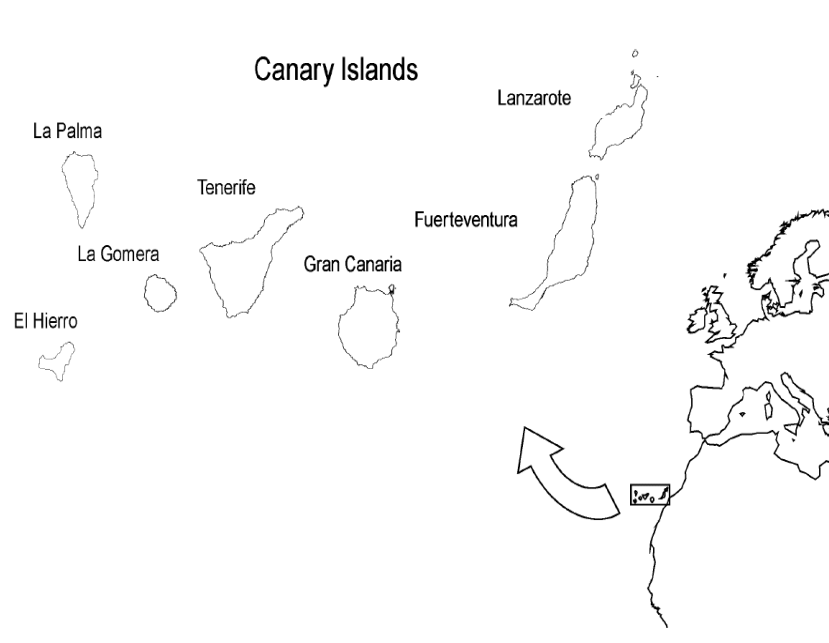 Canary Islands
Lanzarote
La Palma
Tenerife
Fuerteventura
La Gomera
Gran Canaria
El Hierro